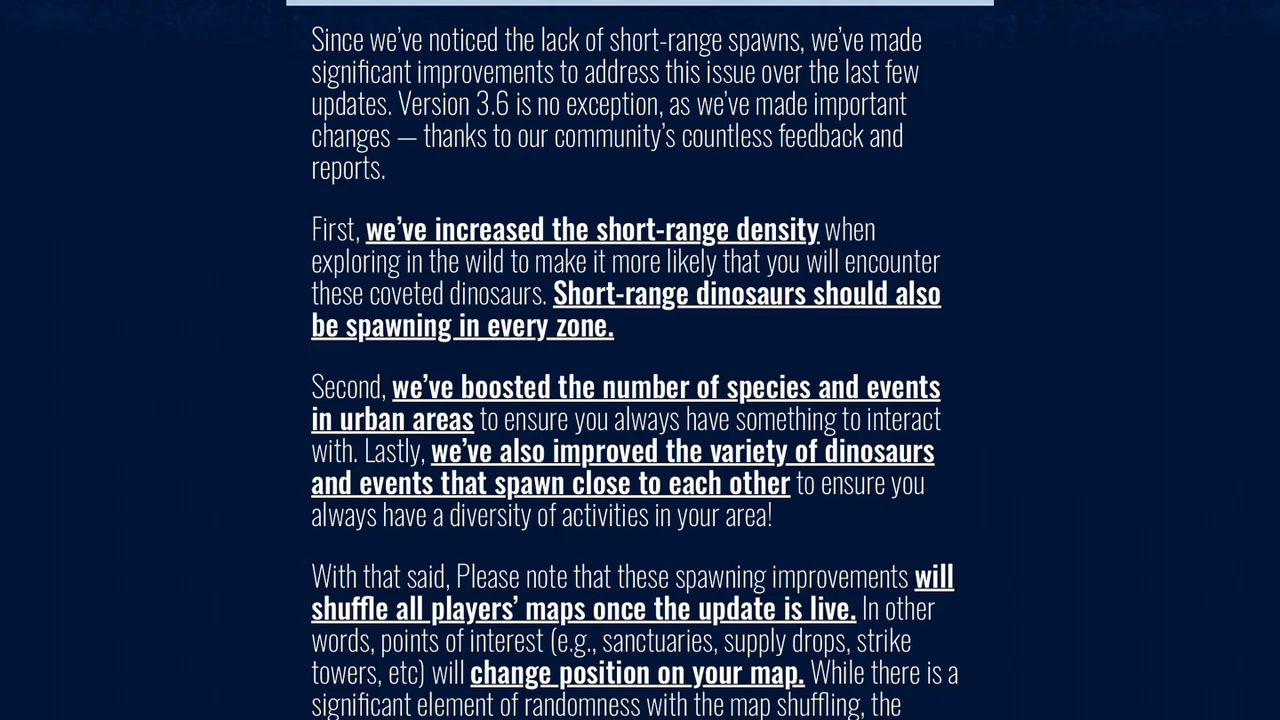 Since we’ve noticed the lack of short-range spawns, we’ve made
significant improvements to address this issue over the last few
updates. Version 3.6 is no exception, as we’ve made important
changes — thanks to our community’s countless feedback and
reports.
First, we’ve increased the short-range density when
exploring in the wild to make it more likely that you will encounter
these coveted dinosaurs. Short-range dinosaurs should also
be spawning in every zone.
Second, we’ve boosted the number of species and events
in urban areas to ensure you always have something to interact
with. Lastly, we’ve also improved the variety of dinosaurs
and events that spawn close to each other to ensure you
always have a diversity of activities in your area!
With that said, Please note that these spawning improvements will
shuffle all players’ maps once the update is live. In other
words, points of interest (e.g., sanctuaries, supply drops, strike
towers, etc) will change position on your map. While there is a
significant element of randomness with the map shuffling, the